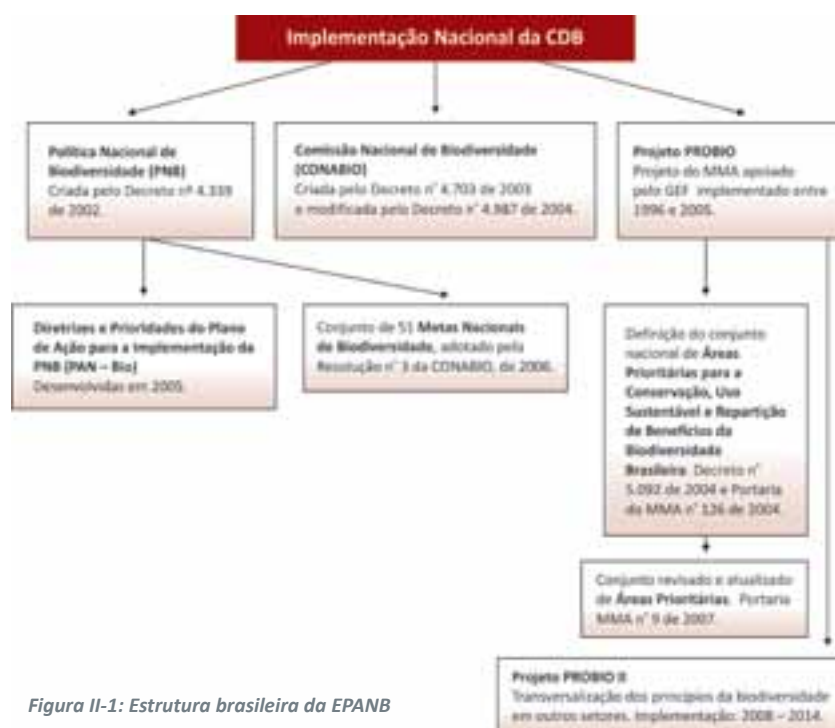 Implementação Nacional da CDB
Política Nacional de
Biodiversidade (PNB)
Criada pelo Decreto nº 4.339
de 2002.
Comissão Nacional de Biodiversidade
(CONABIO)
Criada pelo Decreto n° 4.703 de 2003
e modificada pelo Decreto n° 4.987 de 2004.
Projeto PROBIO
Projeto do MMA apoiado
pelo GEF implementado entre
1996 e 2005.
Diretrizes e Prioridades do Plano
de Ação para a Implementação da
PNB (PAN – Bio)
Desenvolvidas em 2005.
Conjunto de 51 Metas Nacionais
de Biodiversidade, adotado pela
Resolução n° 3 da CONABIO, de 2006.
Definição do conjunto
nacional de Áreas
Prioritárias para a
Conservação, Uso
Sustentável e Repartição
de Benefícios da
Biodiversidade
Brasileira. Decreto n°
5.092 de 2004 e Portaria
do MMA n° 126 de 2004.
Conjunto revisado e atualizado
de Áreas Prioritárias. Portaria
MMA n° 9 de 2007.
Projeto PROBIO II
Transversalização dos princípios da biodiversidade
em outros setores. Implementação: 2008 – 2014.
Figura II-1: Estrutura brasileira da EPANB